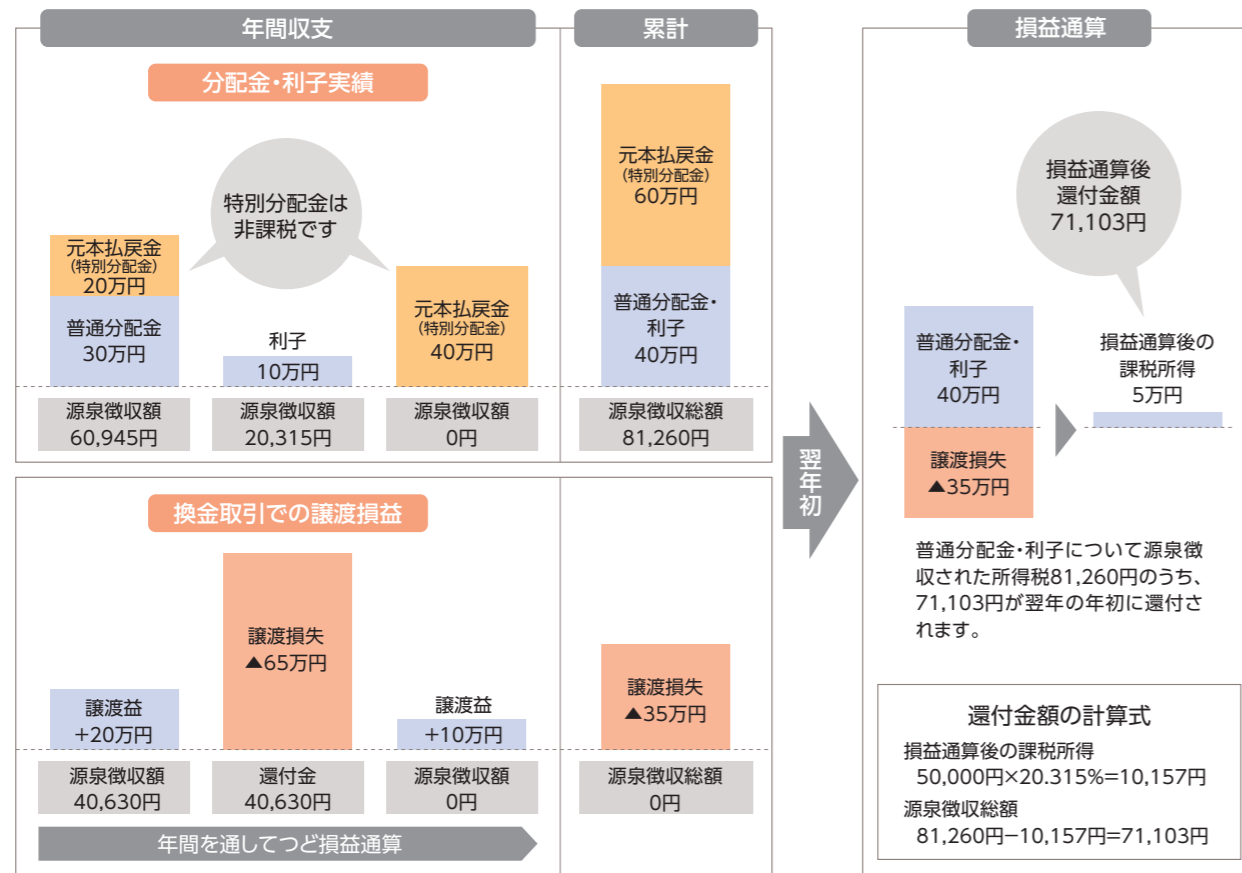 年間収支
累計
分配金・利子実績
特別分配金は
非課税です
元本払戻金
(特別分配金)
20万円
普通分配金
30万円
利子
10万円
元本払戻金
(特別分配金)
40万円
元本払戻金
(特別分配金)
60万円
普通分配金・
利子
40万円
源泉徴収額
60,945円
源泉徴収額
20,315円
源泉徴収額
0円
源泉徴収総額
81,260円
換金取引での譲渡損益
譲渡益
+20万円
譲渡損失
▲65万円
譲渡益
+10万円
譲渡損失
▲35万円
源泉徴収額
40,630円
還付金
40,630円
源泉徴収額
0円
源泉徴収総額
0円
年間を通してつど損益通算
翌年初
損益通算
損益通算後
還付金額
71,103円
普通分配金・
利子
40万円
損益通算後の
課税所得
5万円
譲渡損失
▲35万円
普通分配金・利子について源泉徴
収された所得税81,260円のうち、
71,103円が翌年の年初に還付さ
れます。
還付金額の計算式
損益通算後の課税所得
50,000円×20.315%=10,157円
源泉徴収総額
81,260円−10,157円=71,103円